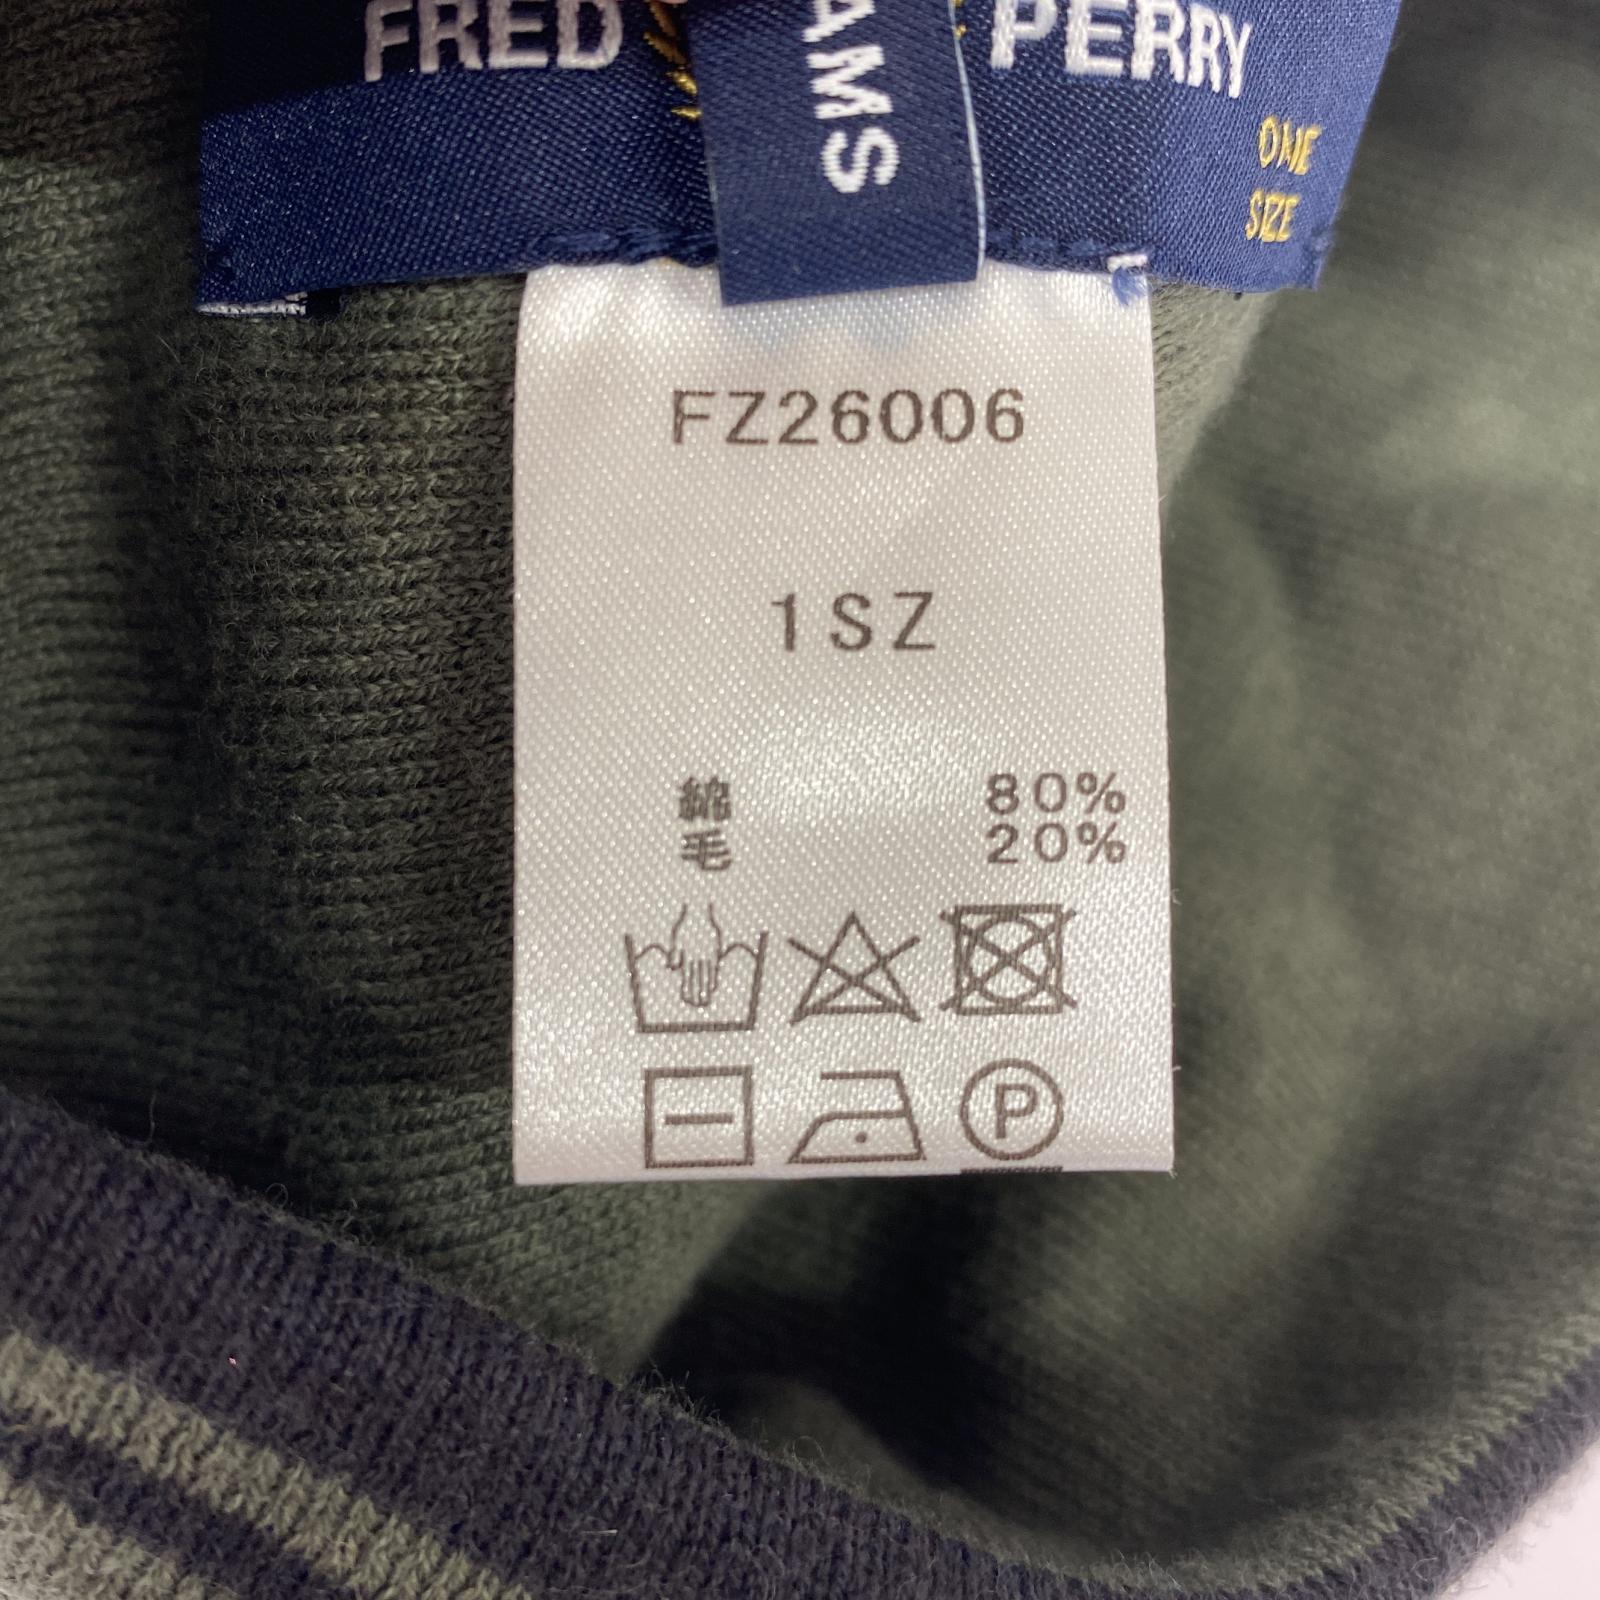 FRED PERRY
AMS
ONE
SIZE
FZ26006
1SZ
綿 80%
毛 20%
P